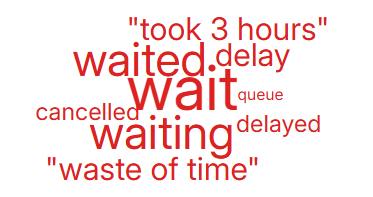 "took 3 hours"
waited delay
wait queue
cancelled
waiting delayed
"waste of time"